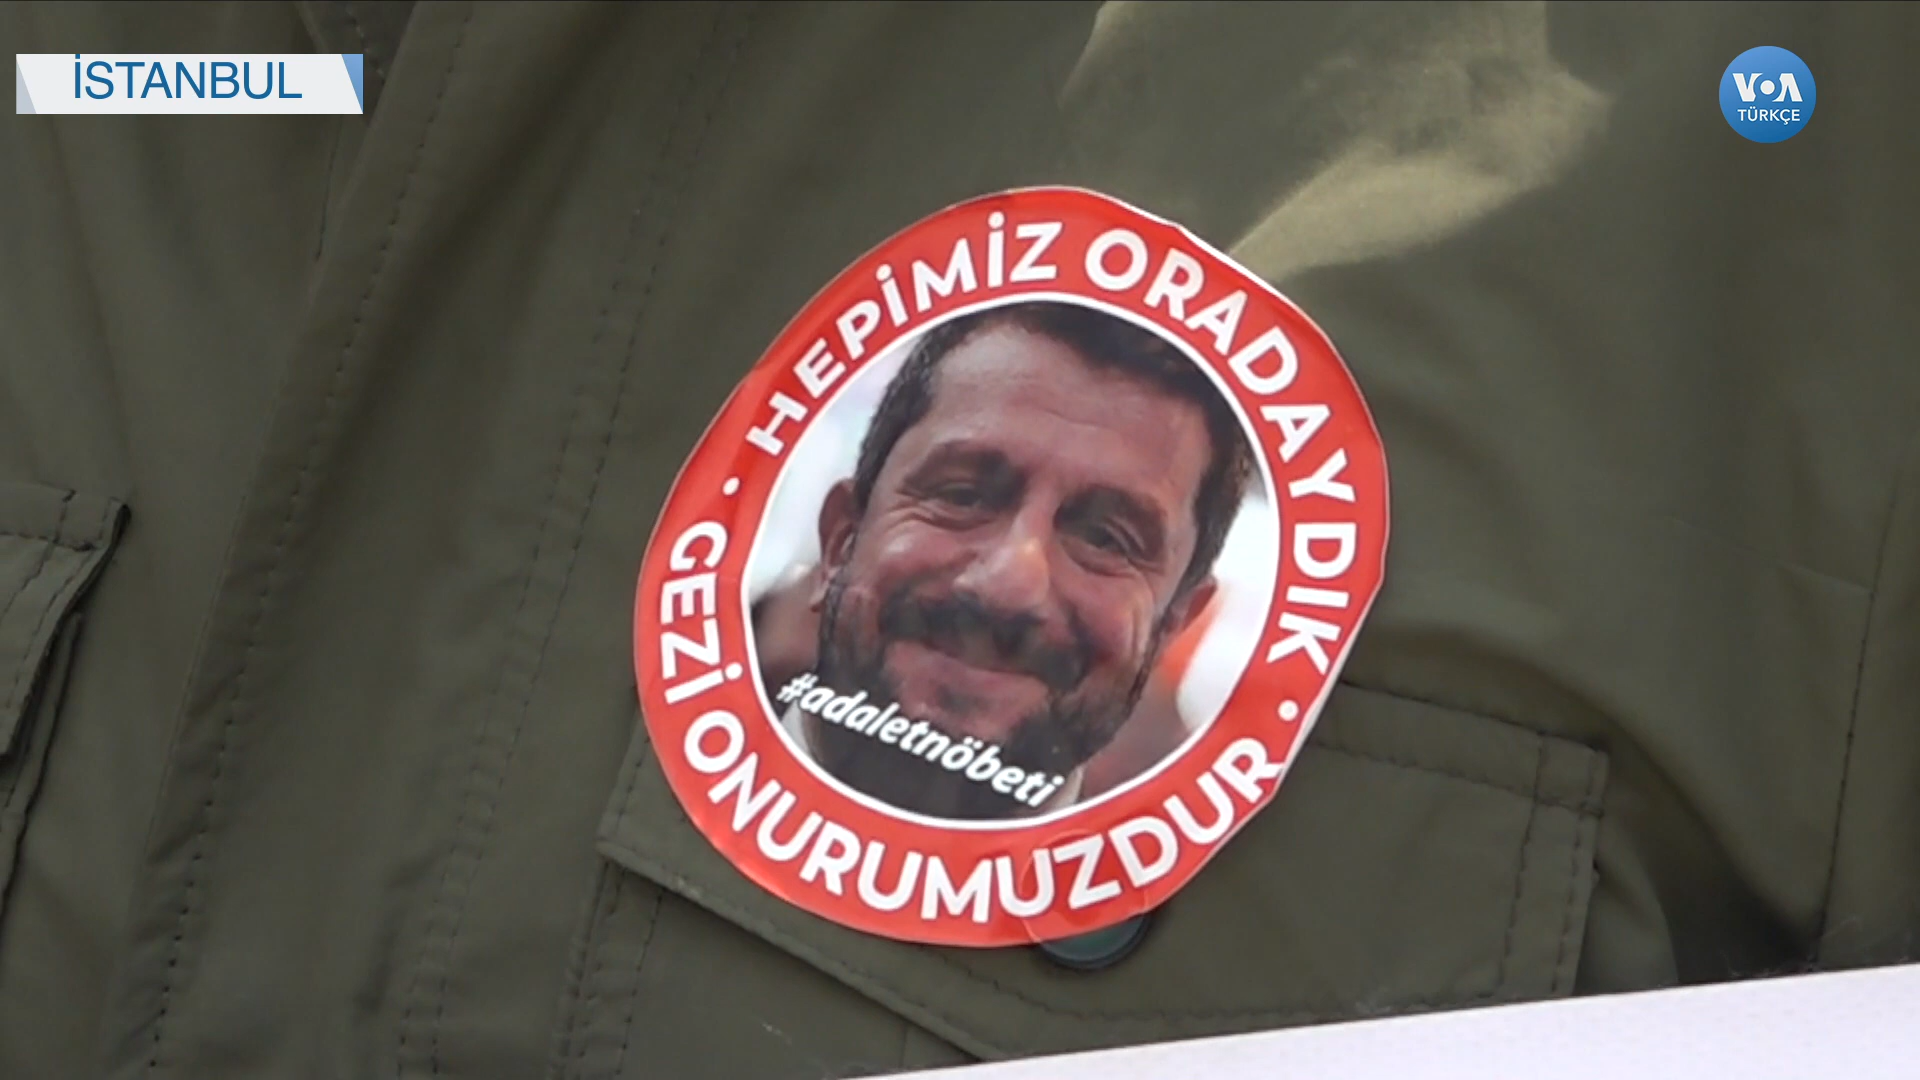 İSTANBUL
VOA
TÜRKÇE
HEPİMİZ ORADAYDIK
#adaletnöbeti
• GEZİ ONURUMUZDUR •